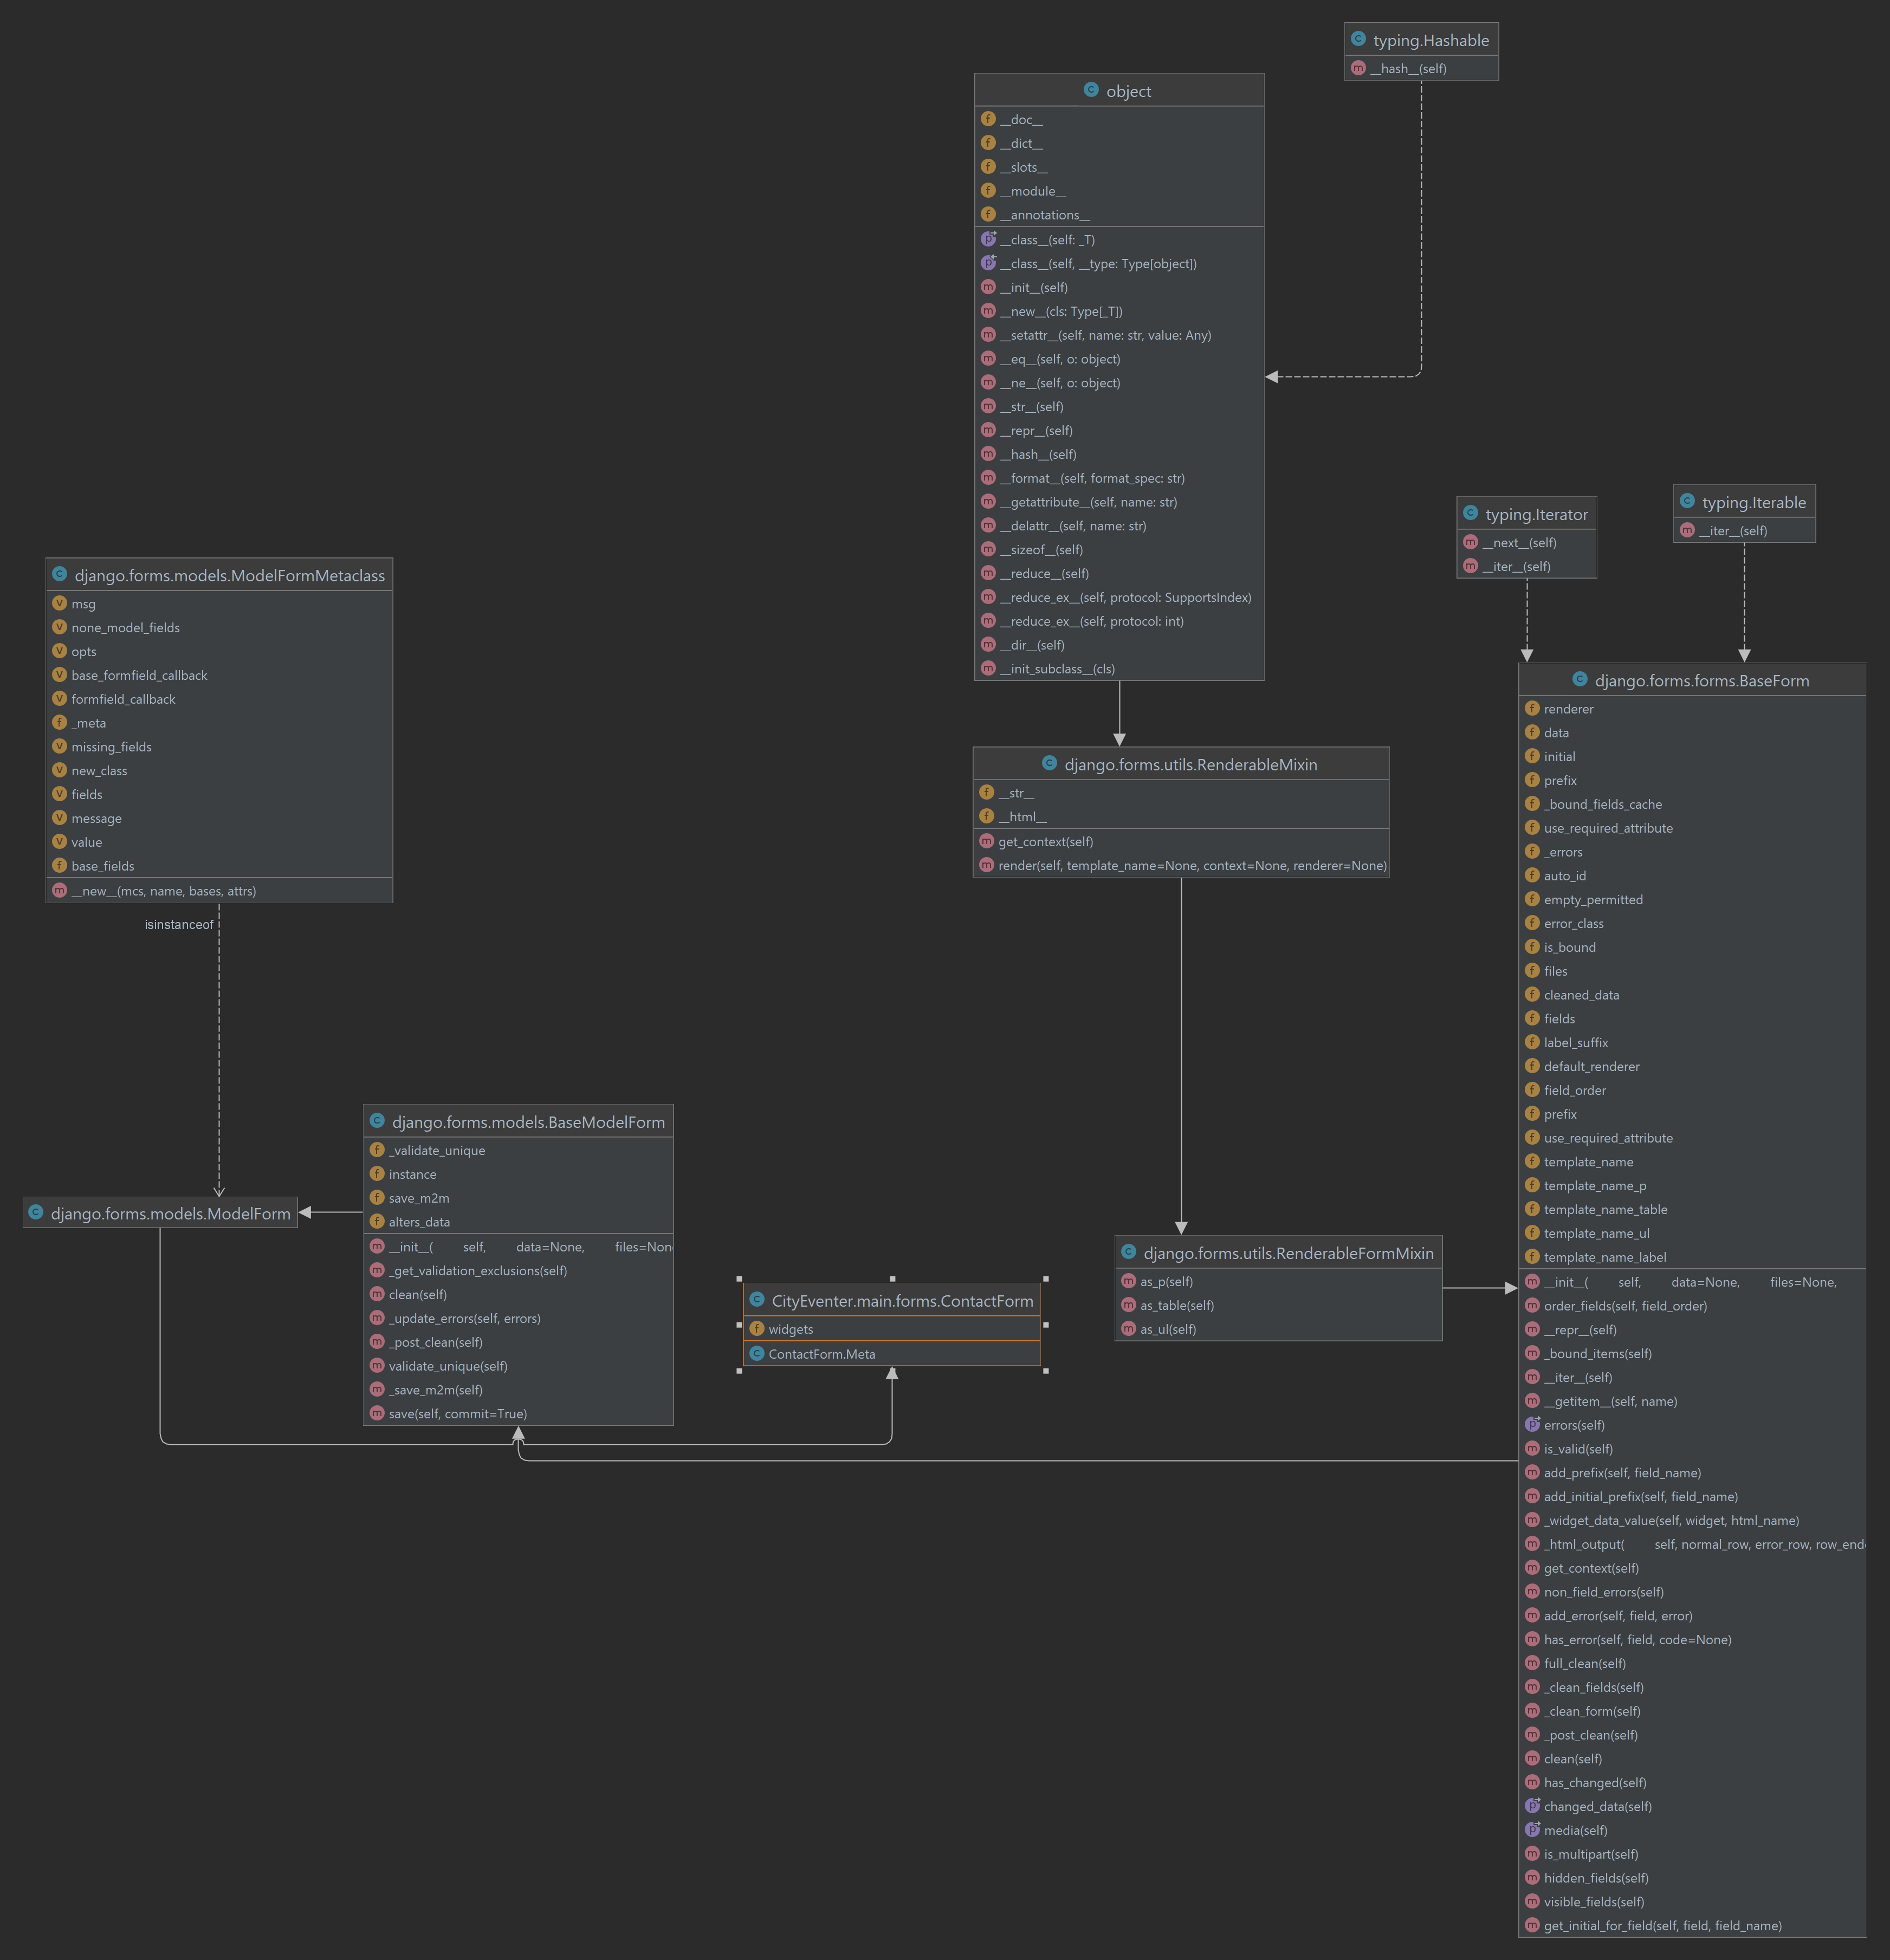 typing.Hashable
__hash__(self)
object
__doc__
__dict__
__slots__
__module__
__annotations__
__class__(self: _T)
__class__(self, __type: Type[object])
__init__(self)
__new__(cls: Type[_T])
__setattr__(self, name: str, value: Any)
__eq__(self, o: object)
__ne__(self, o: object)
__str__(self)
__repr__(self)
__hash__(self)
__format__(self, format_spec: str)
__getattribute__(self, name: str)
__delattr__(self, name: str)
__sizeof__(self)
__reduce__(self)
__reduce_ex__(self, protocol: SupportsIndex)
__reduce_ex__(self, protocol: int)
__dir__(self)
__init_subclass__(cls)
typing.Iterator
__next__(self)
__iter__(self)
typing.Iterable
__iter__(self)
django.forms.models.ModelFormMetaclass
msg
none_model_fields
opts
base_formfield_callback
formfield_callback
_meta
missing_fields
new_class
fields
message
value
base_fields
__new__(mcs, name, bases, attrs)
isinstanceof
django.forms.utils.RenderableMixin
__str__
__html__
get_context(self)
render(self, template_name=None, context=None, renderer=None)
django.forms.forms.BaseForm
renderer
data
initial
prefix
_bound_fields_cache
use_required_attribute
_errors
auto_id
empty_permitted
error_class
is_bound
files
cleaned_data
fields
label_suffix
default_renderer
field_order
prefix
use_required_attribute
template_name
template_name_p
template_name_table
template_name_ul
template_name_label
__init__( self, data=None, files=None,
order_fields(self, field_order)
__repr__(self)
_bound_items(self)
__iter__(self)
__getitem__(self, name)
errors(self)
is_valid(self)
add_prefix(self, field_name)
add_initial_prefix(self, field_name)
_widget_data_value(self, widget, html_name)
_html_output( self, normal_row, error_row, row_end
get_context(self)
non_field_errors(self)
add_error(self, field, error)
has_error(self, field, code=None)
full_clean(self)
_clean_fields(self)
_clean_form(self)
_post_clean(self)
clean(self)
has_changed(self)
changed_data(self)
media(self)
is_multipart(self)
hidden_fields(self)
visible_fields(self)
get_initial_for_field(self, field, field_name)
django.forms.models.BaseModelForm
_validate_unique
instance
save_m2m
alters_data
__init__( self, data=None, files=Non
_get_validation_exclusions(self)
clean(self)
_update_errors(self, errors)
_post_clean(self)
validate_unique(self)
_save_m2m(self)
save(self, commit=True)
django.forms.models.ModelForm
django.forms.utils.RenderableFormMixin
as_p(self)
as_table(self)
as_ul(self)
CityEventer.main.forms.ContactForm
widgets
ContactForm.Meta